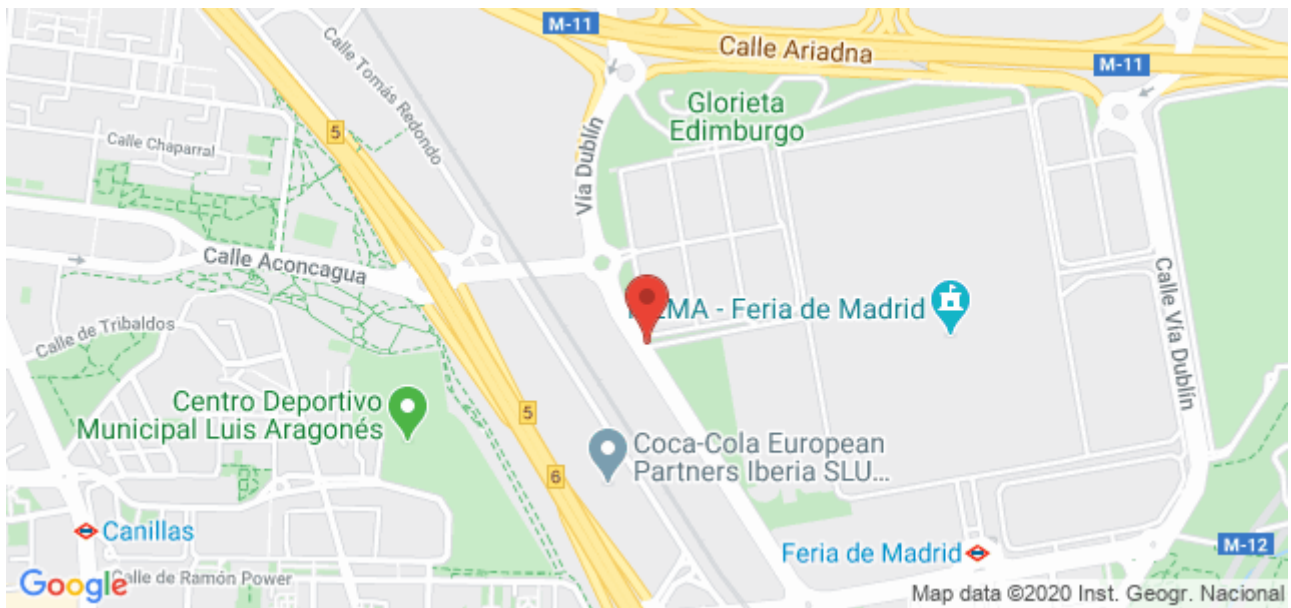 M-11
Calle Ariadna
M-11
Calle Tomás Redondo
Glorieta
Edimburgo
5
Calle Chaparral
Vía Dublín
Calle Aconcagua
EMA - Feria de Madrid
Calle Vía Dublín
Calle de Tribaldos
Centro Deportivo
Municipal Luis Aragonés
5
Coca-Cola European
Partners Iberia SLU...
6
Canillas
Feria de Madrid
M-12
Google
Calle de Ramón Power
Map data ©2020 Inst. Geogr. Nacional